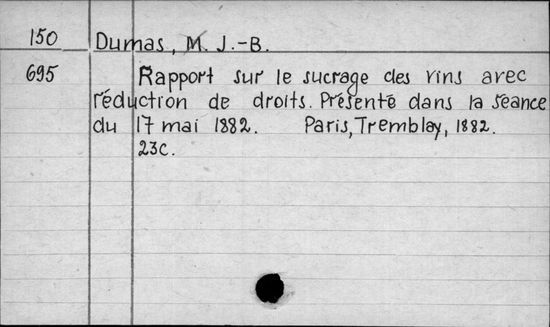 150 Dumas, M. J.-B.
695 Rapport sur le sucrage des vins avec
réduction de droits. Présenté dans la séance
du 17 mai 1882. Paris, Tremblay, 1882.
23c.